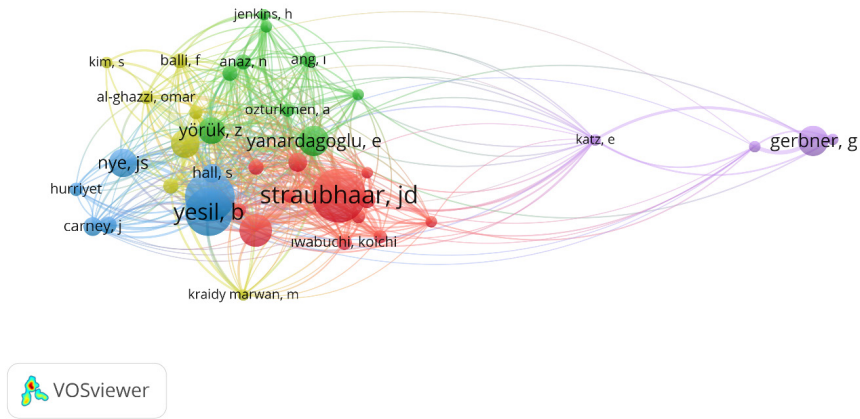 jenkins, h
kim, s
balli, f
anaz, n
ang, ı
al-ghazzi, omar
ozturkmen, a
yörük, z
yanardagoglu, e
katz, e
gerbner, g
nye, js
hall, s
hurriyet
straubhaar, jd
yesil, b
carney, j
ıwabuchi, koichi
kraidy marwan, m
VOSviewer